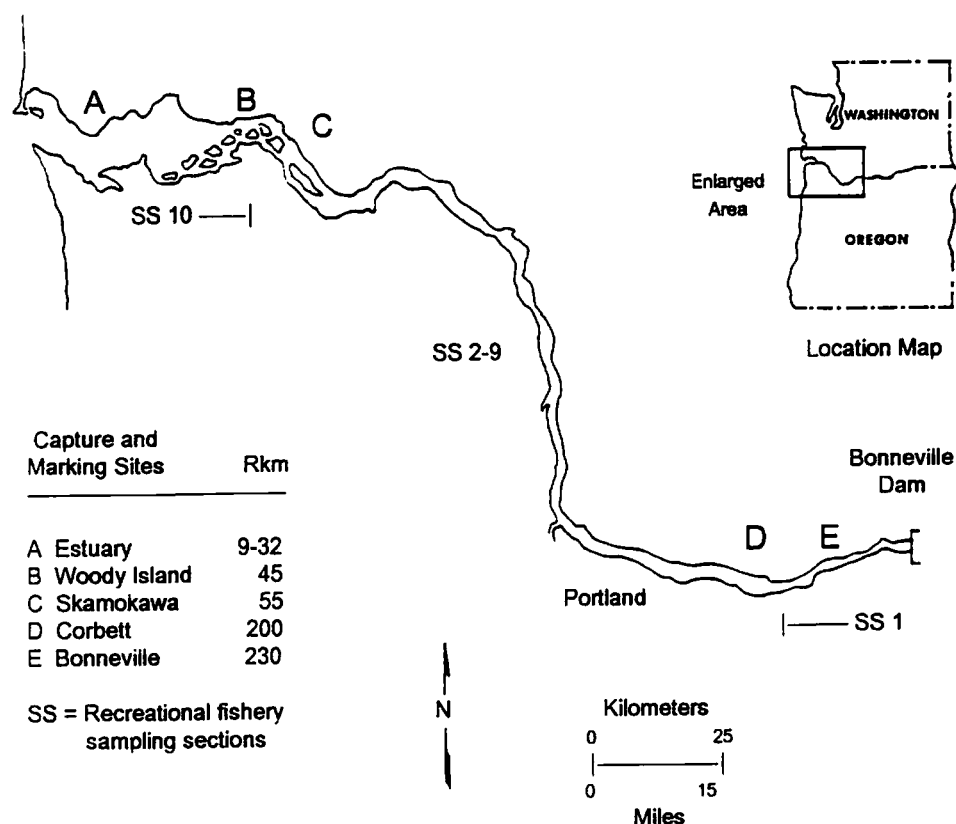 A
B
C
SS 10
WASHINGTON
Enlarged
Area
OREGON
Location Map
SS 2-9
Capture and
Marking Sites Rkm
A Estuary 9-32
B Woody Island 45
C Skamokawa 55
D Corbett 200
E Bonneville 230
SS = Recreational fishery
sampling sections
Bonneville
Dam
D
E
Portland
SS 1
N
Kilometers
0 25
0 15
Miles